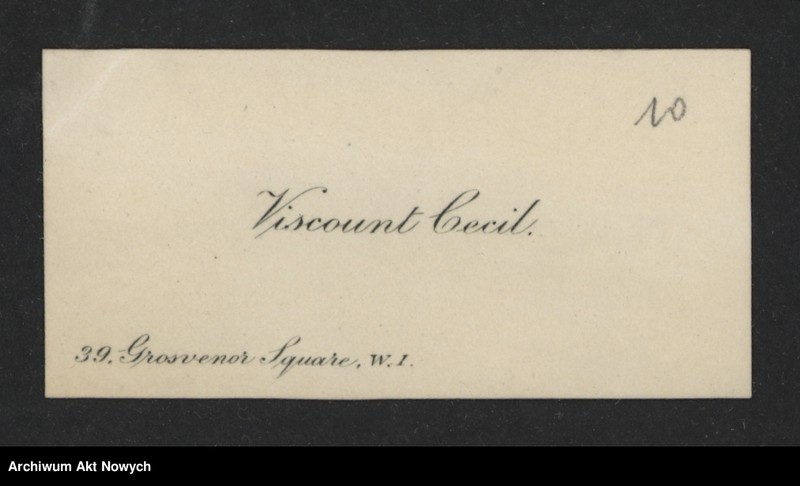 10
Viscount Cecil.
39. Grosvenor Square, W.1.
Archiwum Akt Nowych